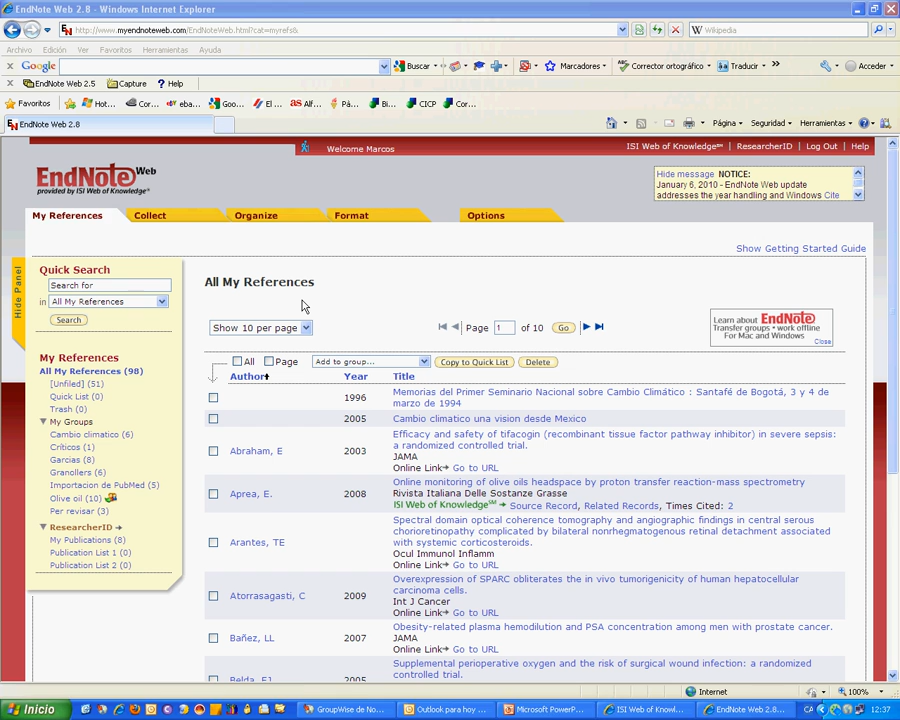 EndNote Web 2.8 - Windows Internet Explorer
http://www.myendnoteweb.com/EndNoteWeb.html?cat=myrefs&
Wikipedia
Archivo Edición Ver Favoritos Herramientas Ayuda
Google Buscar Marcadores Corrector ortográfico Traducir Acceder
EndNote Web 2.5 Capture Help
Favoritos Hot... Cor... eba... Goo... El ... Alf... Pá... Bi... CICP Cor...
EndNote Web 2.8 Página Seguridad Herramientas
Welcome Marcos ISI Web of Knowledge℠ | ResearcherID | Log Out | Help
EndNote Web
provided by ISI Web of Knowledge
Hide message NOTICE:
January 6, 2010 - EndNote Web update
addresses the year handling and Windows Cite
My References Collect Organize Format Options
Show Getting Started Guide
Hide Panel
Quick Search
Search for
in All My References
Search
My References
All My References (98)
[Unfiled] (51)
Quick List (0)
Trash (0)
My Groups
Cambio climatico (6)
Críticos (1)
Garcias (8)
Granollers (6)
Importacion de PubMed (5)
Olive oil (10)
Per revisar (3)
ResearcherID
My Publications (8)
Publication List 1 (0)
Publication List 2 (0)
All My References
Show 10 per page Page 1 of 10 Go
Learn about EndNote
Transfer groups • work offline
For Mac and Windows
Close
All Page Add to group... Copy to Quick List Delete
Author Year Title
1996 Memorias del Primer Seminario Nacional sobre Cambio Climático : Santafé de Bogotá, 3 y 4 de
marzo de 1994
2005 Cambio climatico una vision desde Mexico
Abraham, E 2003 Efficacy and safety of tifacogin (recombinant tissue factor pathway inhibitor) in severe sepsis:
a randomized controlled trial.
JAMA
Online Link Go to URL
Aprea, E. 2008 Online monitoring of olive oils headspace by proton transfer reaction-mass spectrometry
Rivista Italiana Delle Sostanze Grasse
ISI Web of Knowledge℠ Source Record, Related Records, Times Cited: 2
Arantes, TE Spectral domain optical coherence tomography and angiographic findings in central serous
chorioretinopathy complicated by bilateral nonrhegmatogenous retinal detachment associated
with systemic corticosteroids.
Ocul Immunol Inflamm
Online Link Go to URL
Atorrasagasti, C 2009 Overexpression of SPARC obliterates the in vivo tumorigenicity of human hepatocellular
carcinoma cells.
Int J Cancer
Online Link Go to URL
Bañez, LL 2007 Obesity-related plasma hemodilution and PSA concentration among men with prostate cancer.
JAMA
Online Link Go to URL
Belda, FJ 2005 Supplemental perioperative oxygen and the risk of surgical wound infection: a randomized
controlled trial.
Internet 100%
Inicio GroupWise de No... Outlook para hoy ... Microsoft PowerP... ISI Web of Knowl... EndNote Web 2.8... CA 12:37